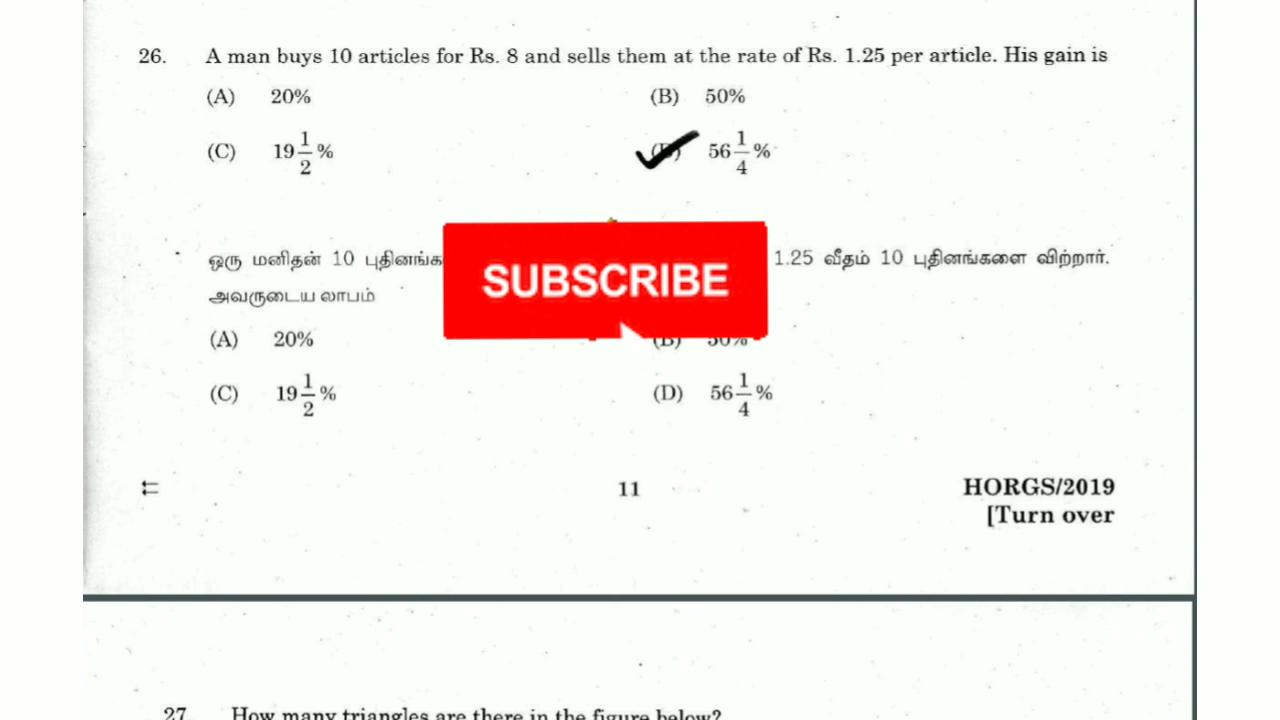 26. A man buys 10 articles for Rs. 8 and sells them at the rate of Rs. 1.25 per article. His gain is
(A) 20% (B) 50%
(C) 19 1/2 % (D) 56 1/4 %
ஒரு மனிதன் 10 1.25 வீதம் 10 புதினங்களை விற்றார்.
SUBSCRIBE
அவருடைய லாபம்
(A) 20% (B) 50%
(C) 19 1/2 % (D) 56 1/4 %
11 HORGS/2019
[Turn over
27. How many triangles are there in the figure below?